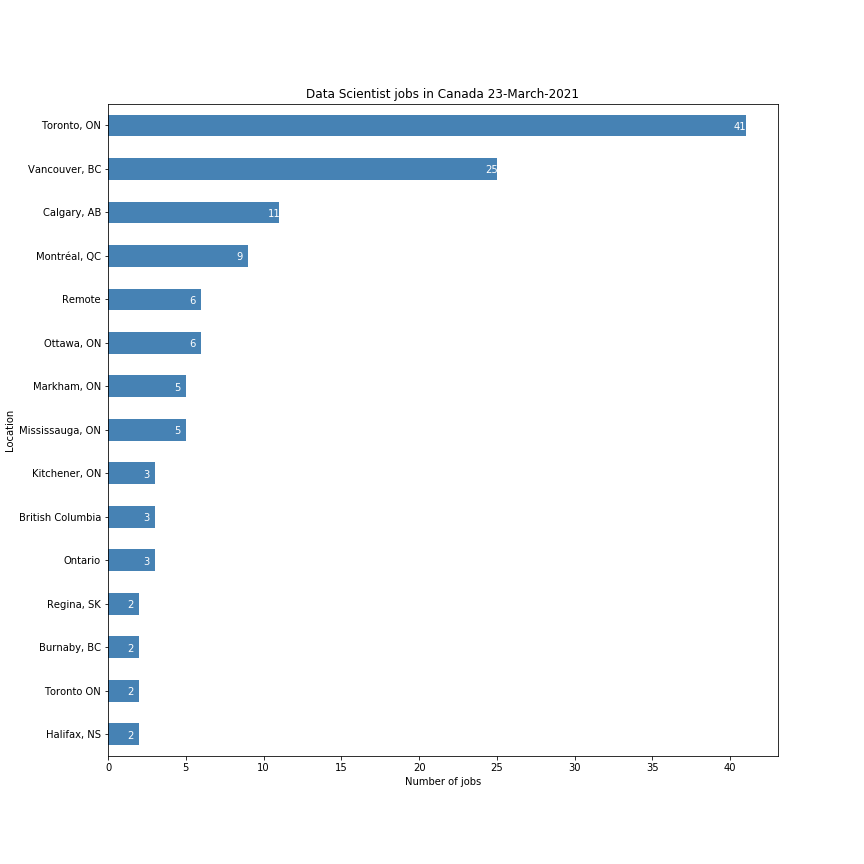 Data Scientist jobs in Canada 23-March-2021
Toronto, ON 41
Vancouver, BC 25
Calgary, AB 11
Montréal, QC 9
Remote 6
Ottawa, ON 6
Markham, ON 5
Mississauga, ON 5
Kitchener, ON 3
British Columbia 3
Ontario 3
Regina, SK 2
Burnaby, BC 2
Toronto ON 2
Halifax, NS 2
Location
0 5 10 15 20 25 30 35 40
Number of jobs